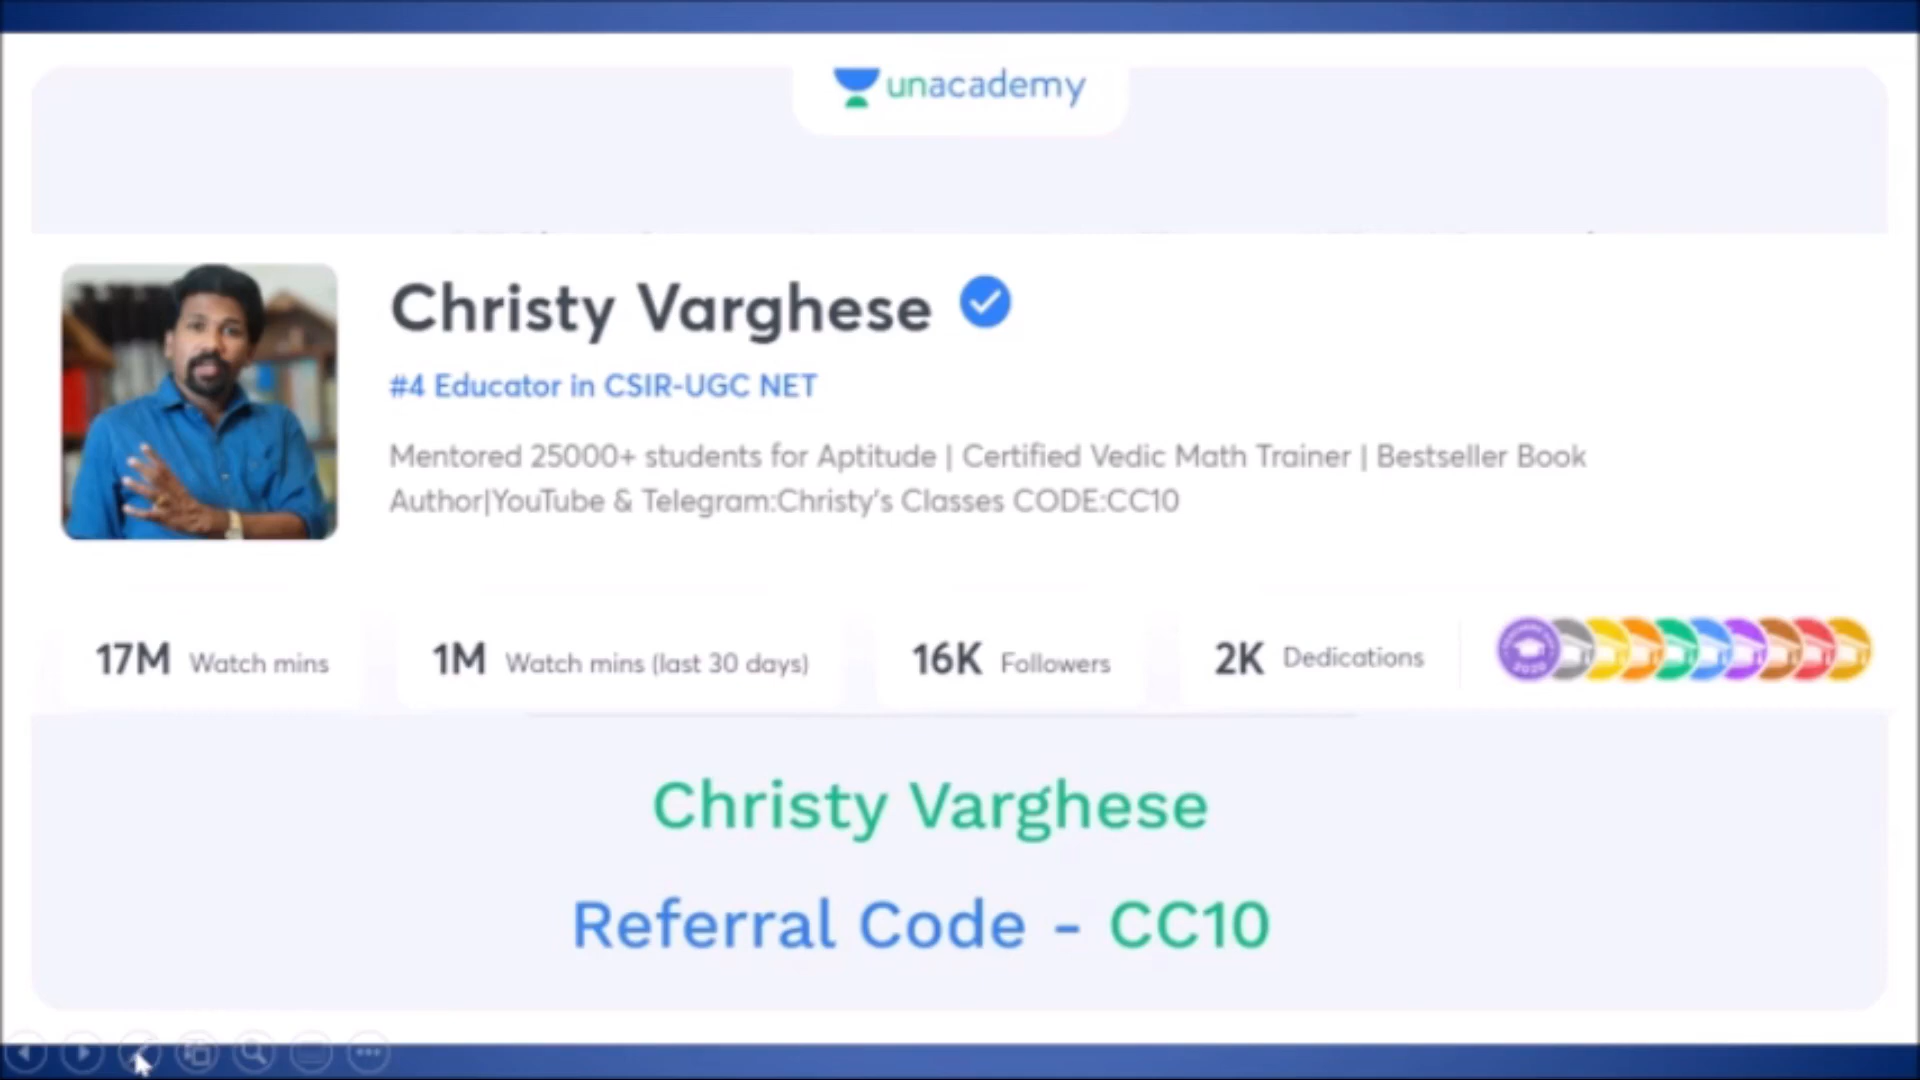 unacademy
Christy Varghese
#4 Educator in CSIR-UGC NET
Mentored 25000+ students for Aptitude | Certified Vedic Math Trainer | Bestseller Book
Author|YouTube & Telegram:Christy's Classes CODE:CC10
17M Watch mins 1M Watch mins (last 30 days) 16K Followers 2K Dedications
Christy Varghese
Referral Code - CC10